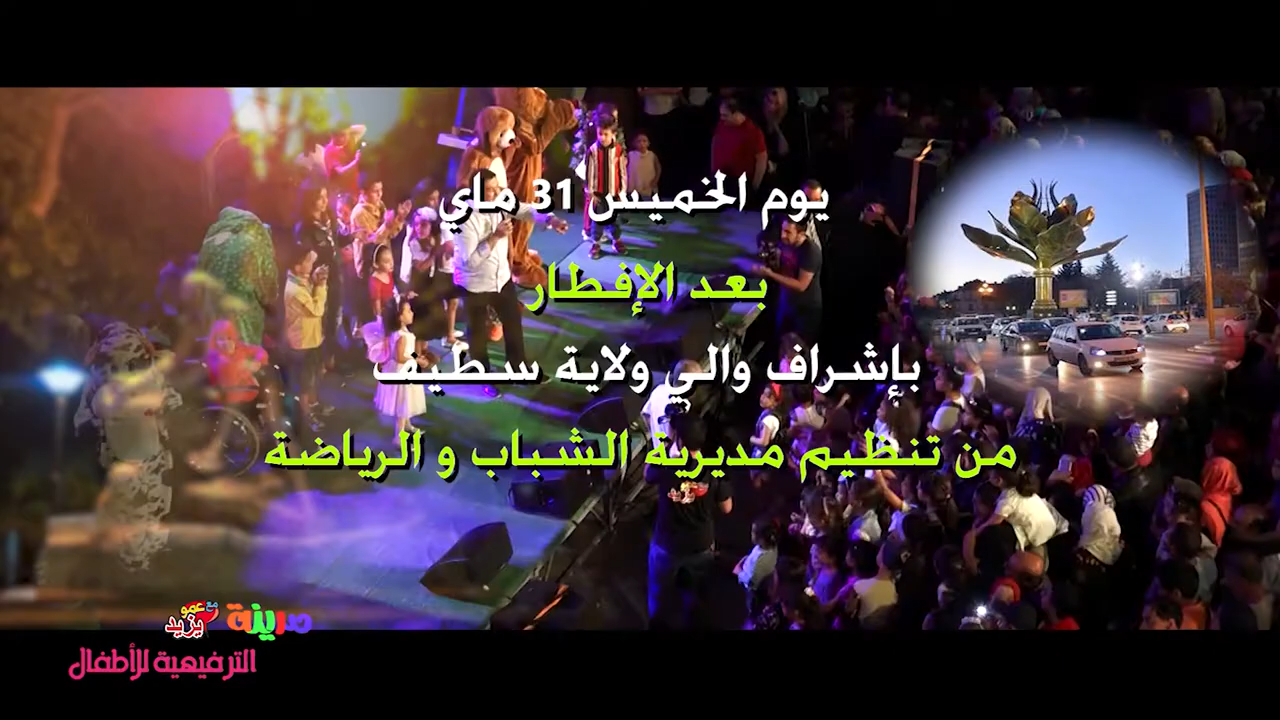 يوم الخميس 31 ماي
بعد الإفطار
بإشراف والي ولاية سطيف
من تنظيم مديرية الشباب و الرياضة
مع عمو يزيد
الترفيهية للأطفال